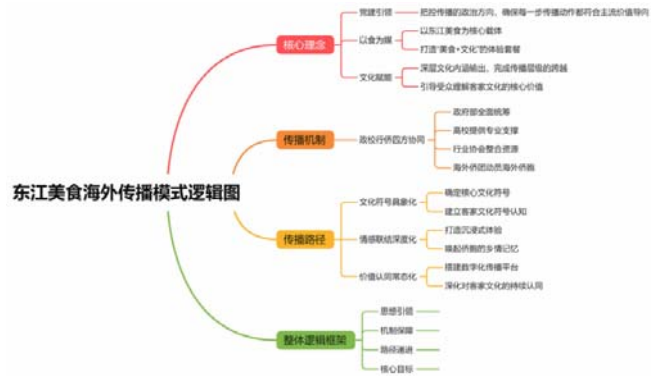 东江美食海外传播模式逻辑图
核心理念
党建引领
把控传播的政治方向，确保每一步传播动作都符合主流价值导向
以食为媒
以东江美食为核心载体
打造“美食+文化”的体验套餐
文化赋能
深层文化内涵输出，完成传播层级的跨越
引导受众理解客家文化的核心价值
传播机制
政校行侨四方协同
政府部全面统筹
高校提供专业支撑
行业协会整合资源
海外侨团动员海外侨胞
传播路径
文化符号具象化
确定核心文化符号
建立客家文化符号认知
情感联结深度化
打造沉浸式体验
唤起侨胞的乡情记忆
价值认同常态化
搭建数字化传播平台
深化对客家文化的持续认同
整体逻辑框架
思想引领
机制保障
路径递进
核心目标